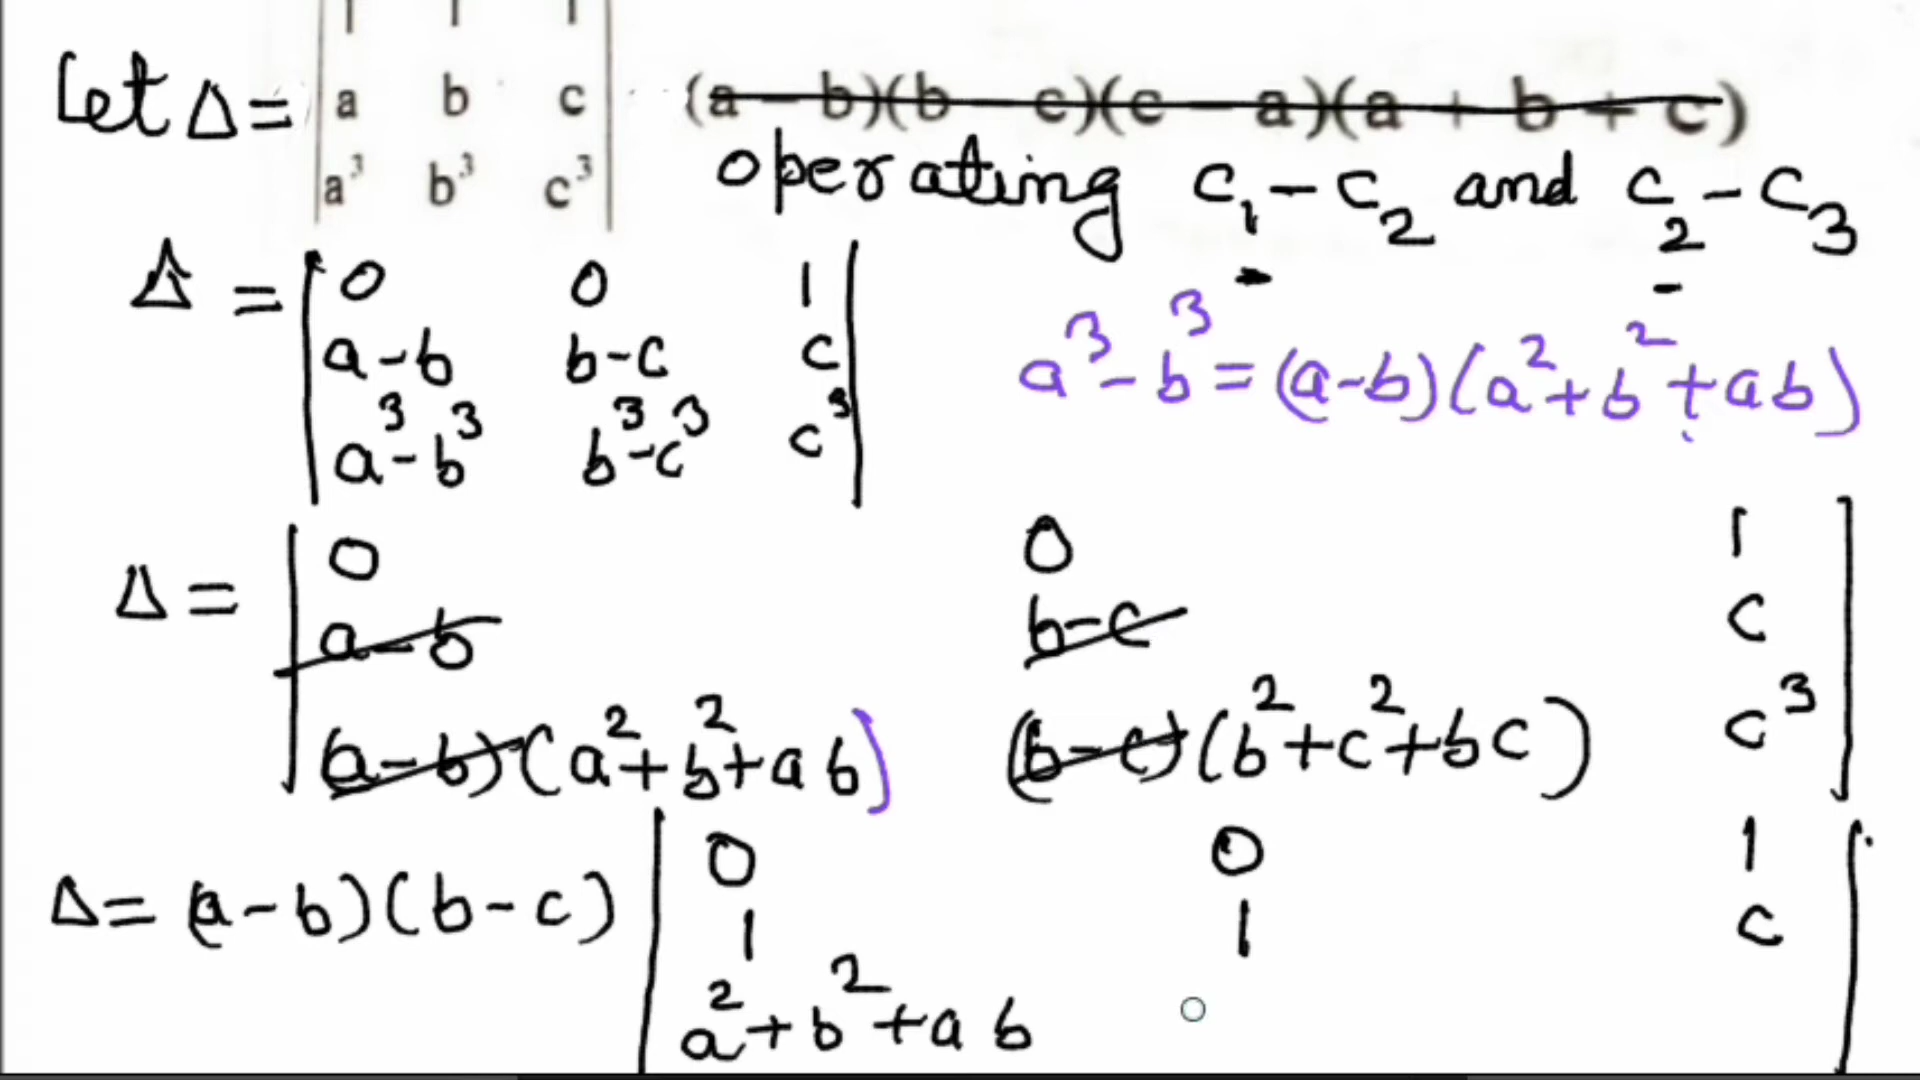 1 1 1
Let Δ = | a b c | (a - b)(b - c)(c - a)(a + b + c)
a³ b³ c³
operating c₁ - c₂ and c₂ - c₃
Δ = | 0 0 1 |
a-b b-c c
a³-b³ b³-c³ c³
a³-b³ = (a-b)(a²+b²+ab)
Δ = | 0 0 1 |
a-b b-c c
(a-b)(a²+b²+ab) (b-c)(b²+c²+bc) c³
Δ = (a-b)(b-c) | 0 0 1 |
1 1 c
a²+b²+ab